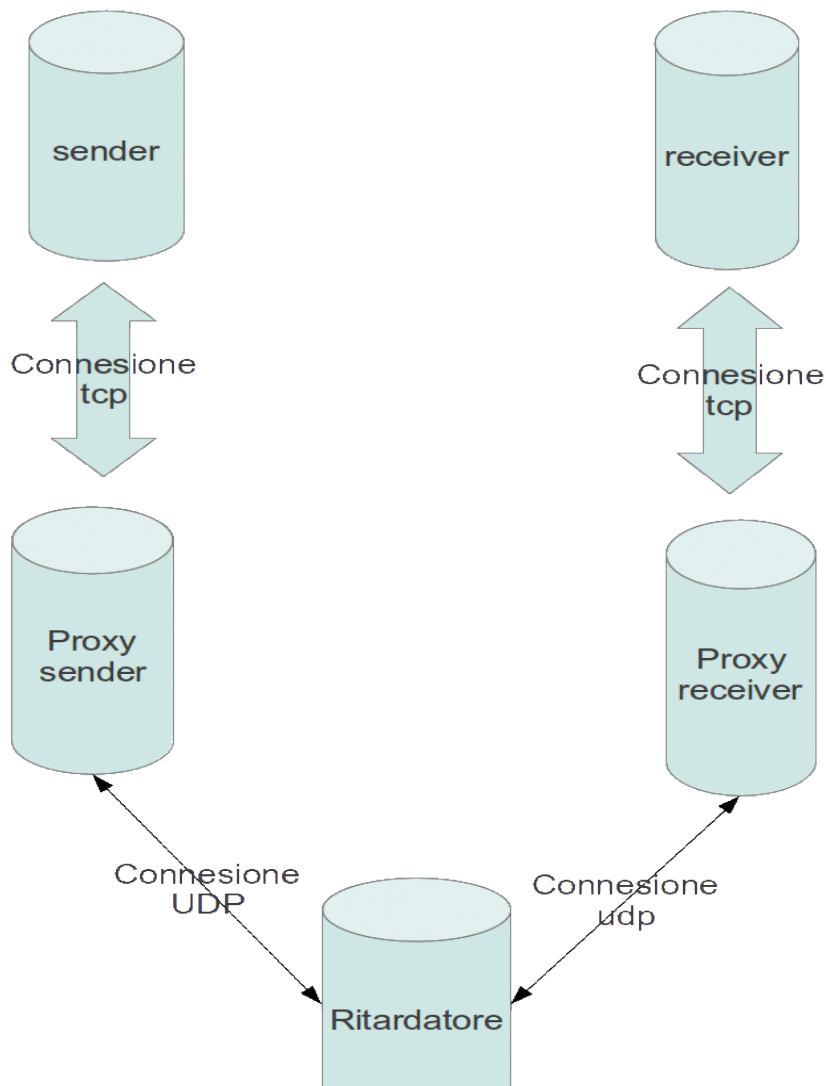 sender
receiver
Connesione
tcp
Connesione
tcp
Proxy
sender
Proxy
receiver
Connesione
UDP
Connesione
udp
Ritardatore